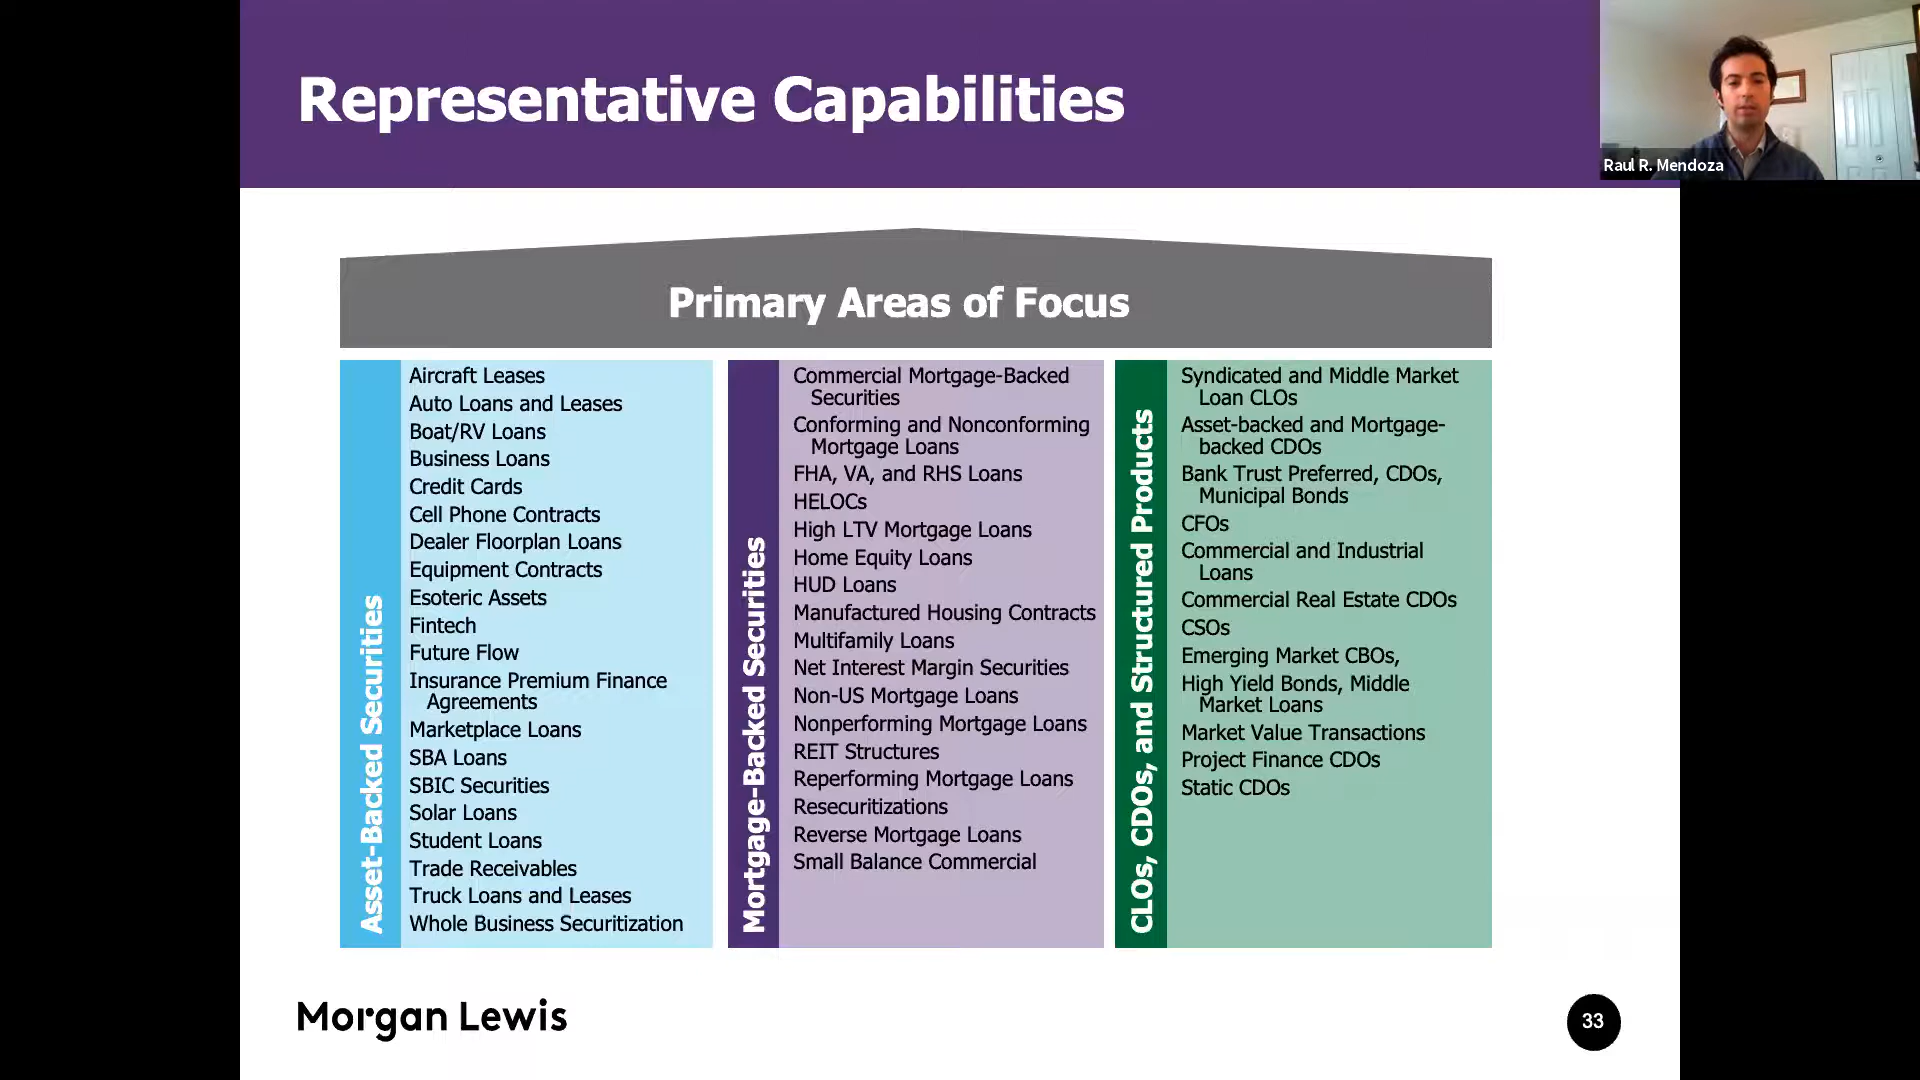 Representative Capabilities
Raul R. Mendoza
Primary Areas of Focus
Asset-Backed Securities
Aircraft Leases
Auto Loans and Leases
Boat/RV Loans
Business Loans
Credit Cards
Cell Phone Contracts
Dealer Floorplan Loans
Equipment Contracts
Esoteric Assets
Fintech
Future Flow
Insurance Premium Finance
Agreements
Marketplace Loans
SBA Loans
SBIC Securities
Solar Loans
Student Loans
Trade Receivables
Truck Loans and Leases
Whole Business Securitization
Mortgage-Backed Securities
Commercial Mortgage-Backed
Securities
Conforming and Nonconforming
Mortgage Loans
FHA, VA, and RHS Loans
HELOCs
High LTV Mortgage Loans
Home Equity Loans
HUD Loans
Manufactured Housing Contracts
Multifamily Loans
Net Interest Margin Securities
Non-US Mortgage Loans
Nonperforming Mortgage Loans
REIT Structures
Reperforming Mortgage Loans
Resecuritizations
Reverse Mortgage Loans
Small Balance Commercial
CLOs, CDOs, and Structured Products
Syndicated and Middle Market
Loan CLOs
Asset-backed and Mortgage-
backed CDOs
Bank Trust Preferred, CDOs,
Municipal Bonds
CFOs
Commercial and Industrial
Loans
Commercial Real Estate CDOs
CSOs
Emerging Market CBOs,
High Yield Bonds, Middle
Market Loans
Market Value Transactions
Project Finance CDOs
Static CDOs
Morgan Lewis
33